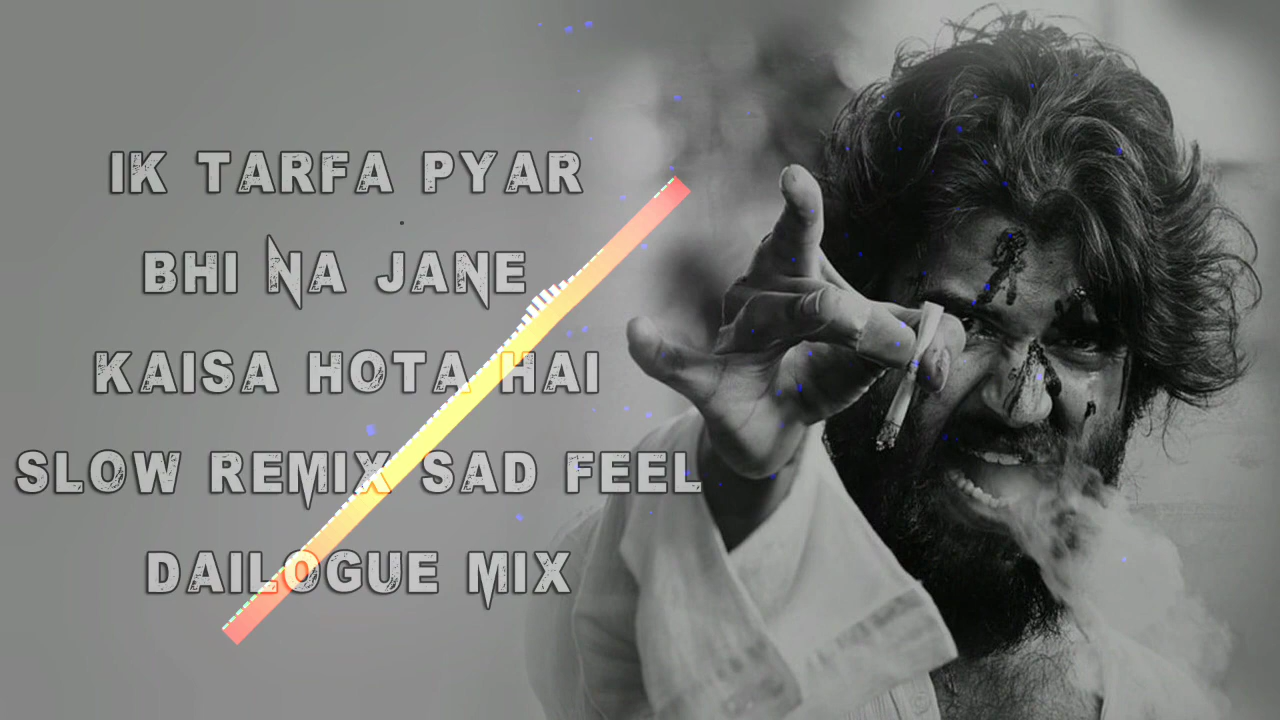 IK TARFA PYAR
BHI NA JANE
KAISA HOTA HAI
SLOW REMIX SAD FEEL
DAILOGUE MIX